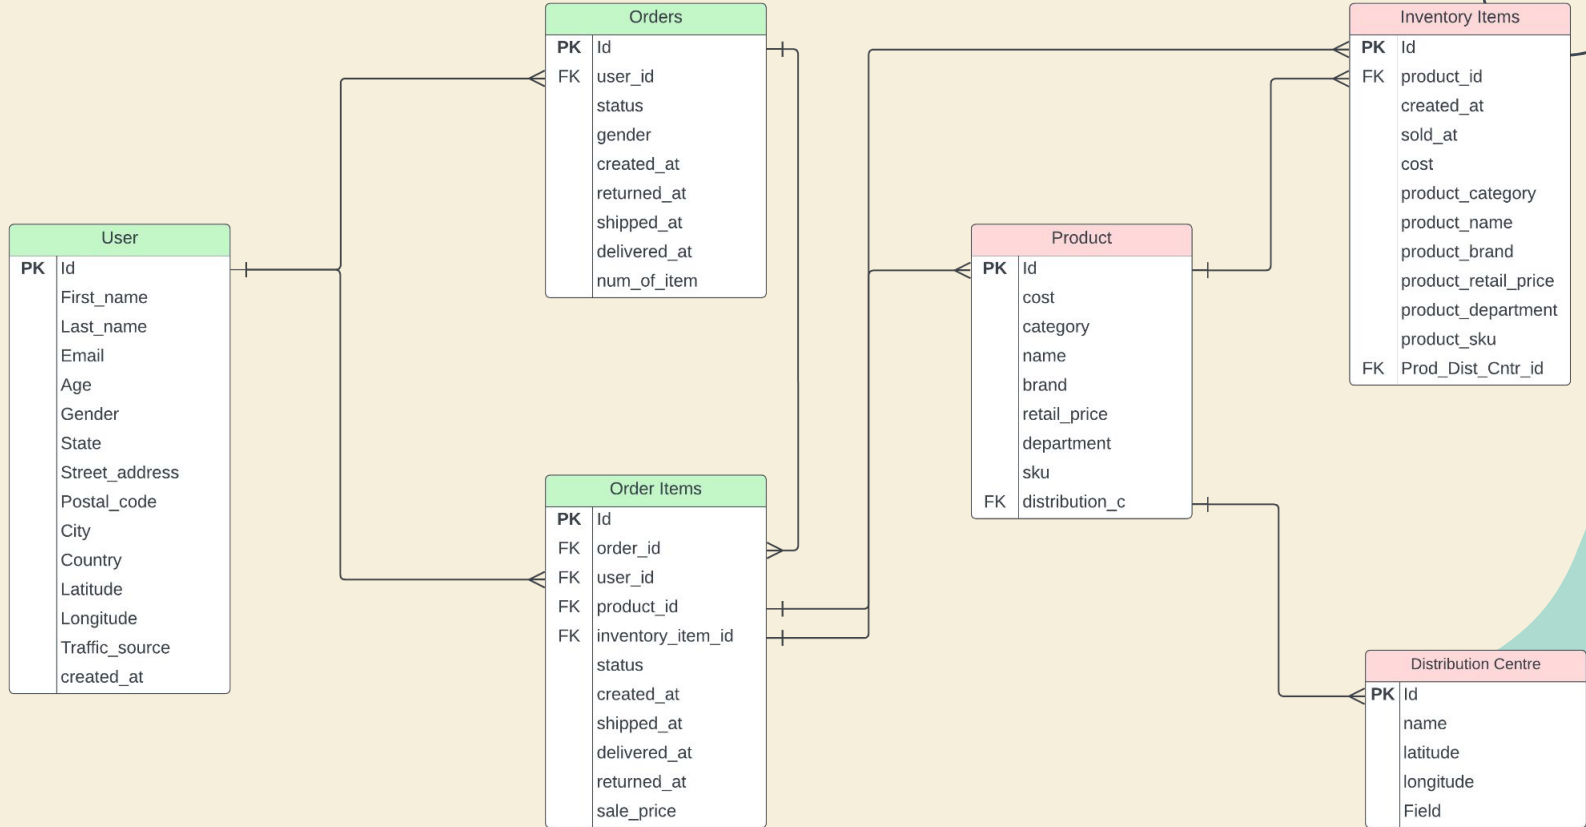 Orders
PK Id
FK user_id
status
gender
created_at
returned_at
shipped_at
delivered_at
num_of_item
Inventory Items
PK Id
FK product_id
created_at
sold_at
cost
product_category
product_name
product_brand
product_retail_price
product_department
product_sku
FK Prod_Dist_Cntr_id
User
PK Id
First_name
Last_name
Email
Age
Gender
State
Street_address
Postal_code
City
Country
Latitude
Longitude
Traffic_source
created_at
Product
PK Id
cost
category
name
brand
retail_price
department
sku
FK distribution_c
Order Items
PK Id
FK order_id
FK user_id
FK product_id
FK inventory_item_id
status
created_at
shipped_at
delivered_at
returned_at
sale_price
Distribution Centre
PK Id
name
latitude
longitude
Field